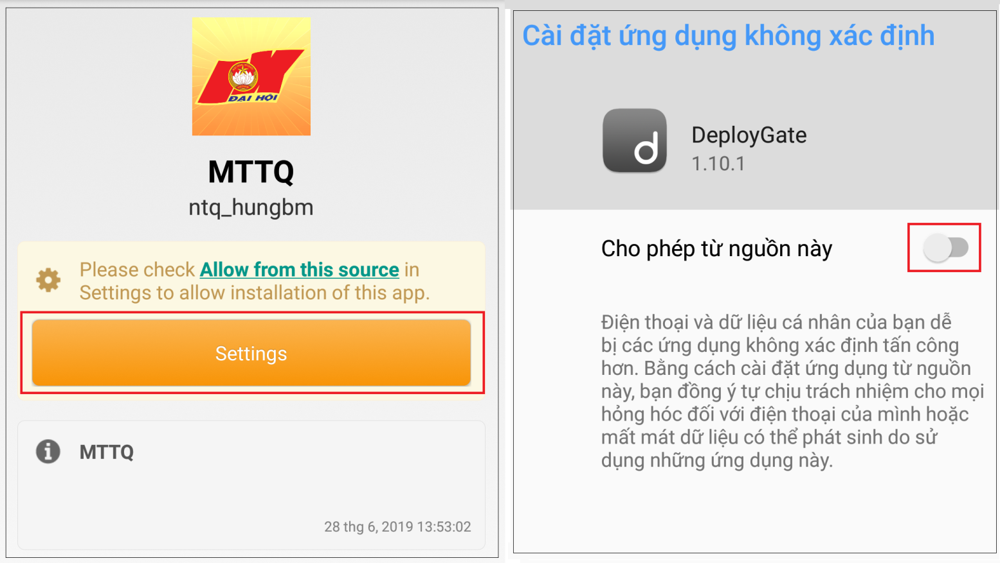 ĐẠI HỘI
MTTQ
ntq_hungbm
Please check Allow from this source in
Settings to allow installation of this app.
Settings
MTTQ
28 thg 6, 2019 13:53:02
Cài đặt ứng dụng không xác định
DeployGate
1.10.1
Cho phép từ nguồn này
Điện thoại và dữ liệu cá nhân của bạn dễ
bị các ứng dụng không xác định tấn công
hơn. Bằng cách cài đặt ứng dụng từ nguồn
này, bạn đồng ý tự chịu trách nhiệm cho mọi
hỏng hóc đối với điện thoại của mình hoặc
mất mát dữ liệu có thể phát sinh do sử
dụng những ứng dụng này.